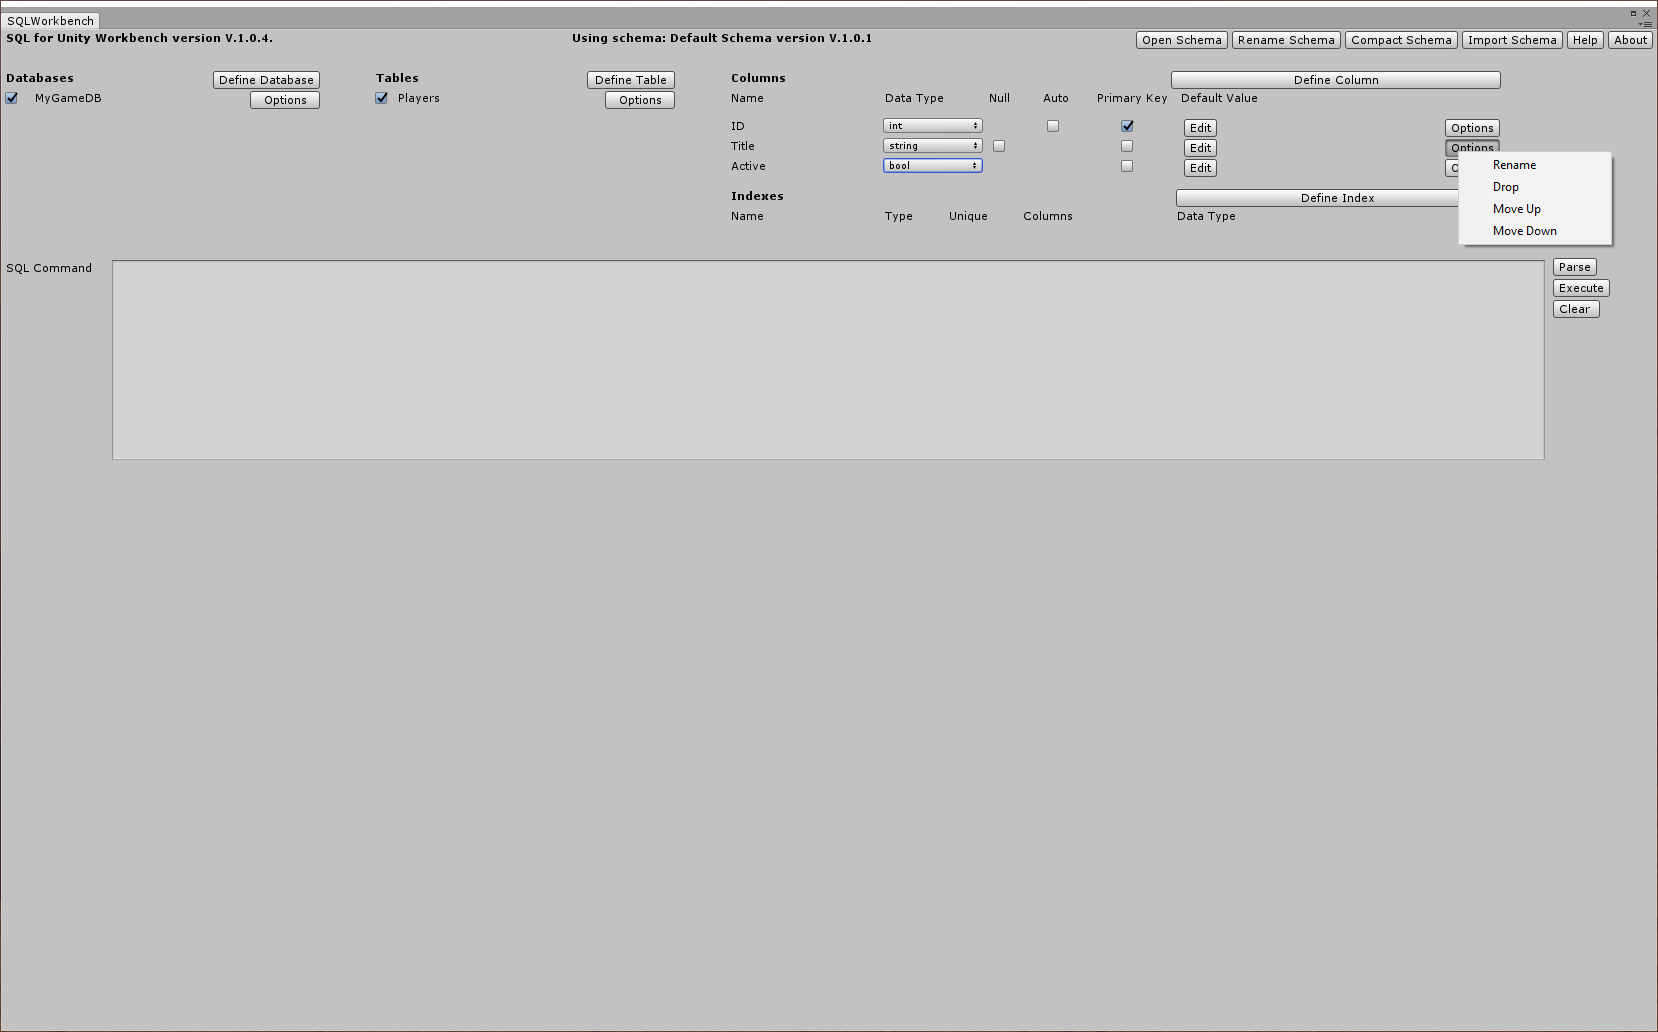 SQLWorkbench
SQL for Unity Workbench version V.1.0.4. Using schema: Default Schema version V.1.0.1 Open Schema Rename Schema Compact Schema Import Schema Help About
Databases Define Database Tables Define Table Columns Define Column
MyGameDB Options Players Options Name Data Type Null Auto Primary Key Default Value
ID int Edit Options
Title string Edit Options
Active bool Edit
Rename
Drop
Move Up
Move Down
Indexes Define Index
Name Type Unique Columns Data Type
SQL Command Parse
Execute
Clear